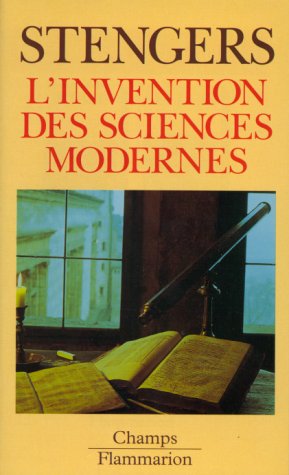 STENGERS
L'INVENTION
DES SCIENCES
MODERNES
Champs
Flammarion